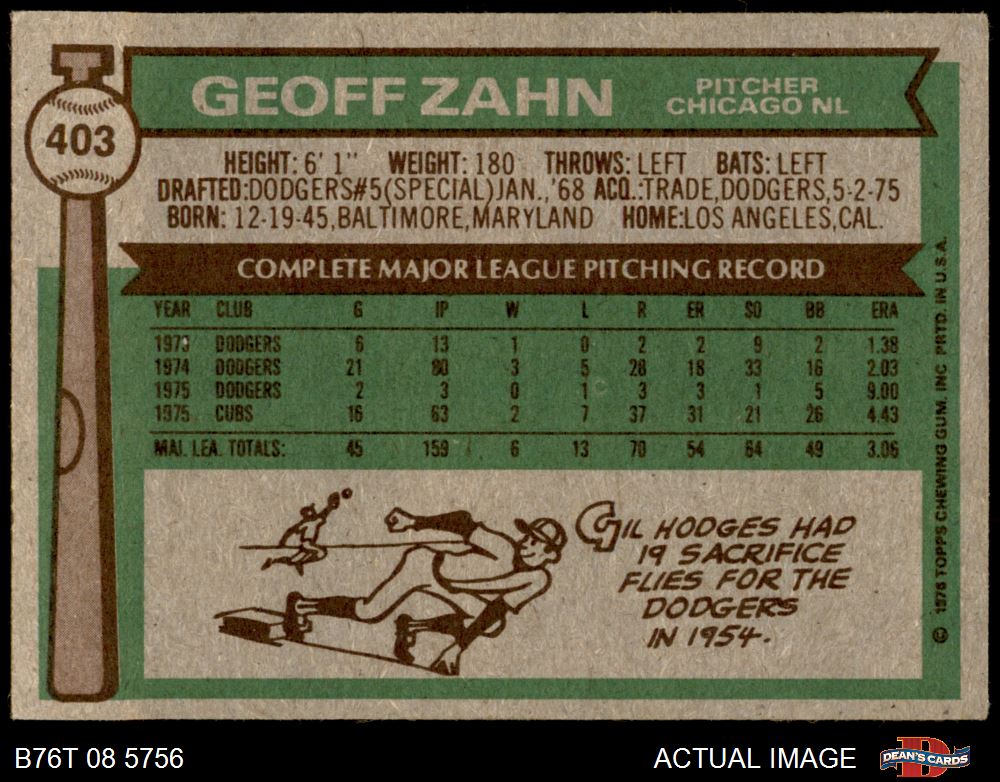 403
GEOFF ZAHN
PITCHER
CHICAGO NL
HEIGHT: 6' 1" WEIGHT: 180 THROWS: LEFT BATS: LEFT
DRAFTED:DODGERS#5(SPECIAL)JAN.,'68 ACQ.:TRADE,DODGERS,5-2-75
BORN: 12-19-45,BALTIMORE,MARYLAND HOME:LOS ANGELES,CAL.
COMPLETE MAJOR LEAGUE PITCHING RECORD
YEAR CLUB G IP W L R ER SO BB ERA
1973 DODGERS 6 13 1 0 2 2 9 2 1.38
1974 DODGERS 21 80 3 5 28 18 33 16 2.03
1975 DODGERS 2 3 0 1 3 3 1 5 9.00
1975 CUBS 16 63 2 7 37 31 21 26 4.43
MAJ. LEA. TOTALS: 45 159 6 13 70 54 64 49 3.06
GIL HODGES HAD
19 SACRIFICE
FLIES FOR THE
DODGERS
IN 1954.
© 1976 TOPPS CHEWING GUM. INC PRTD. IN U.S.A.
B76T 08 5756
ACTUAL IMAGE
DEAN'S CARDS